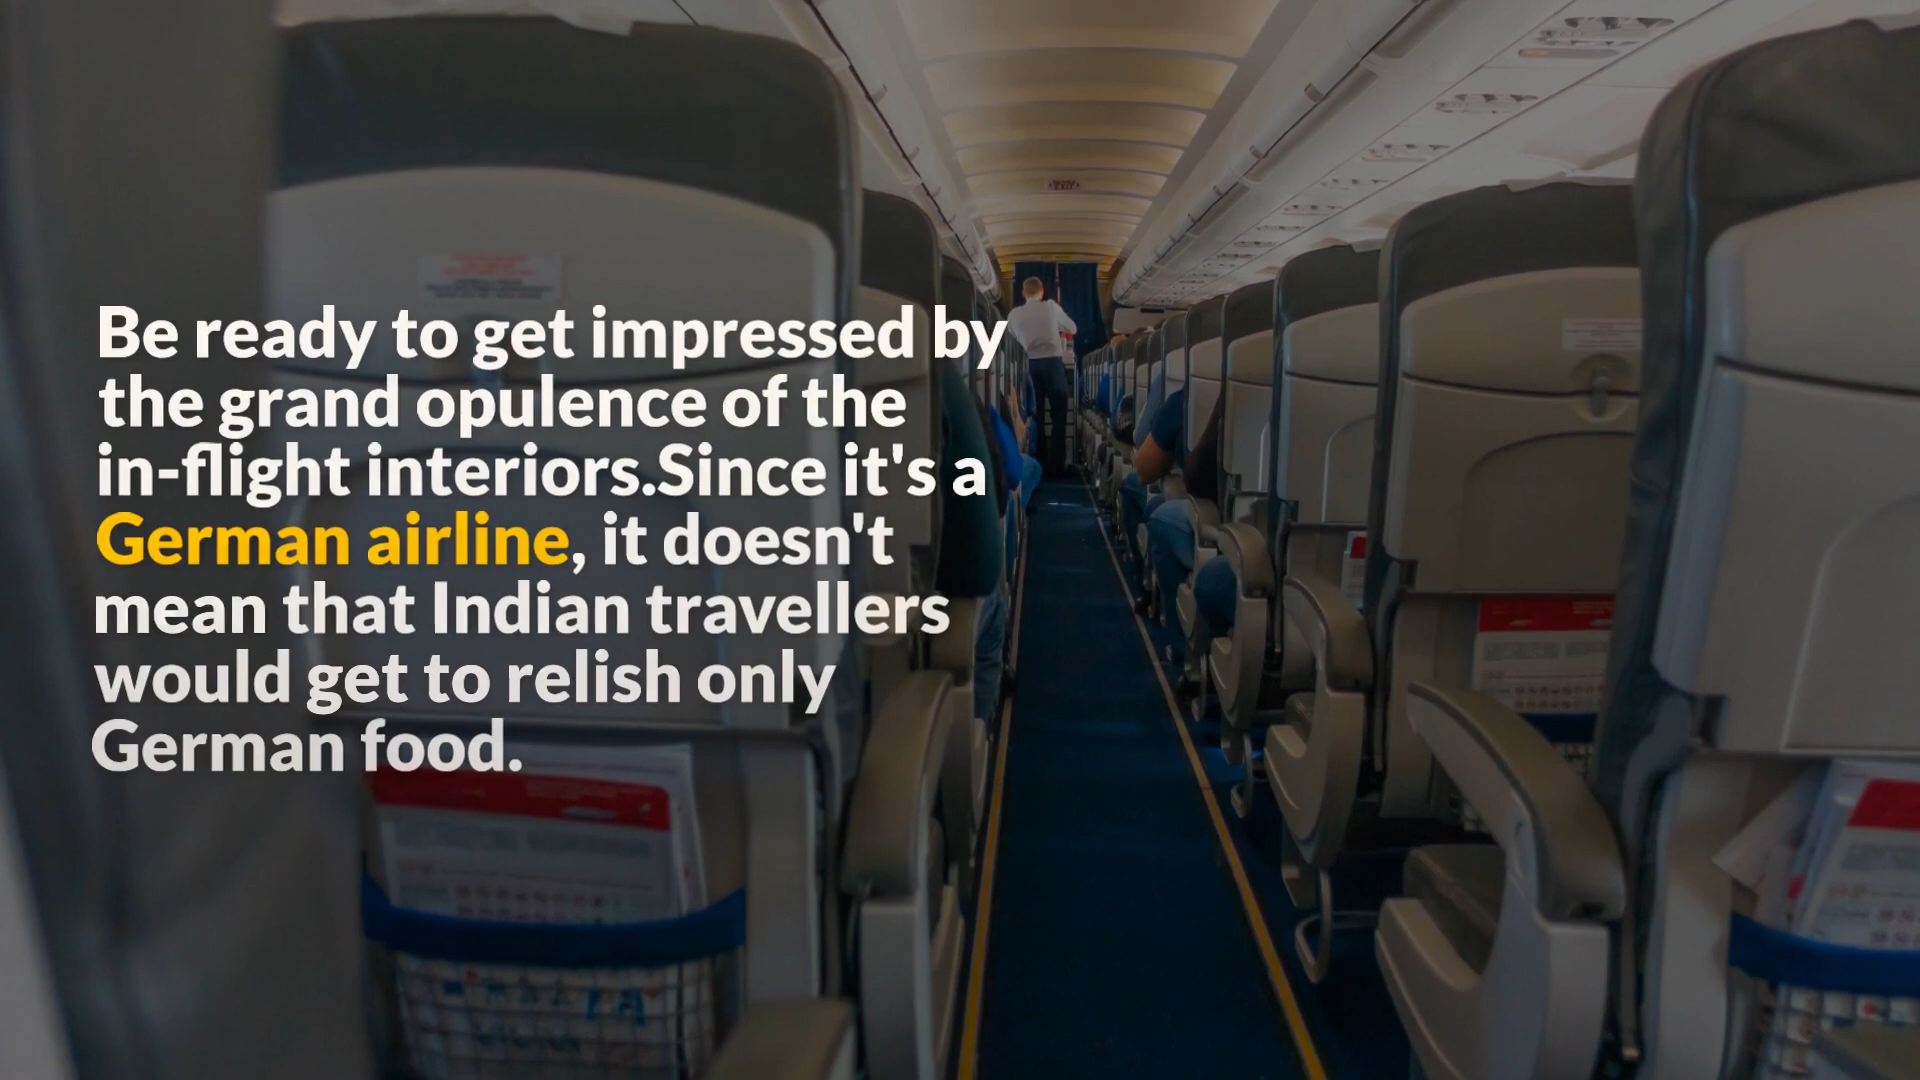 Be ready to get impressed by
the grand opulence of the
in-flight interiors.Since it's a
German airline, it doesn't
mean that Indian travellers
would get to relish only
German food.